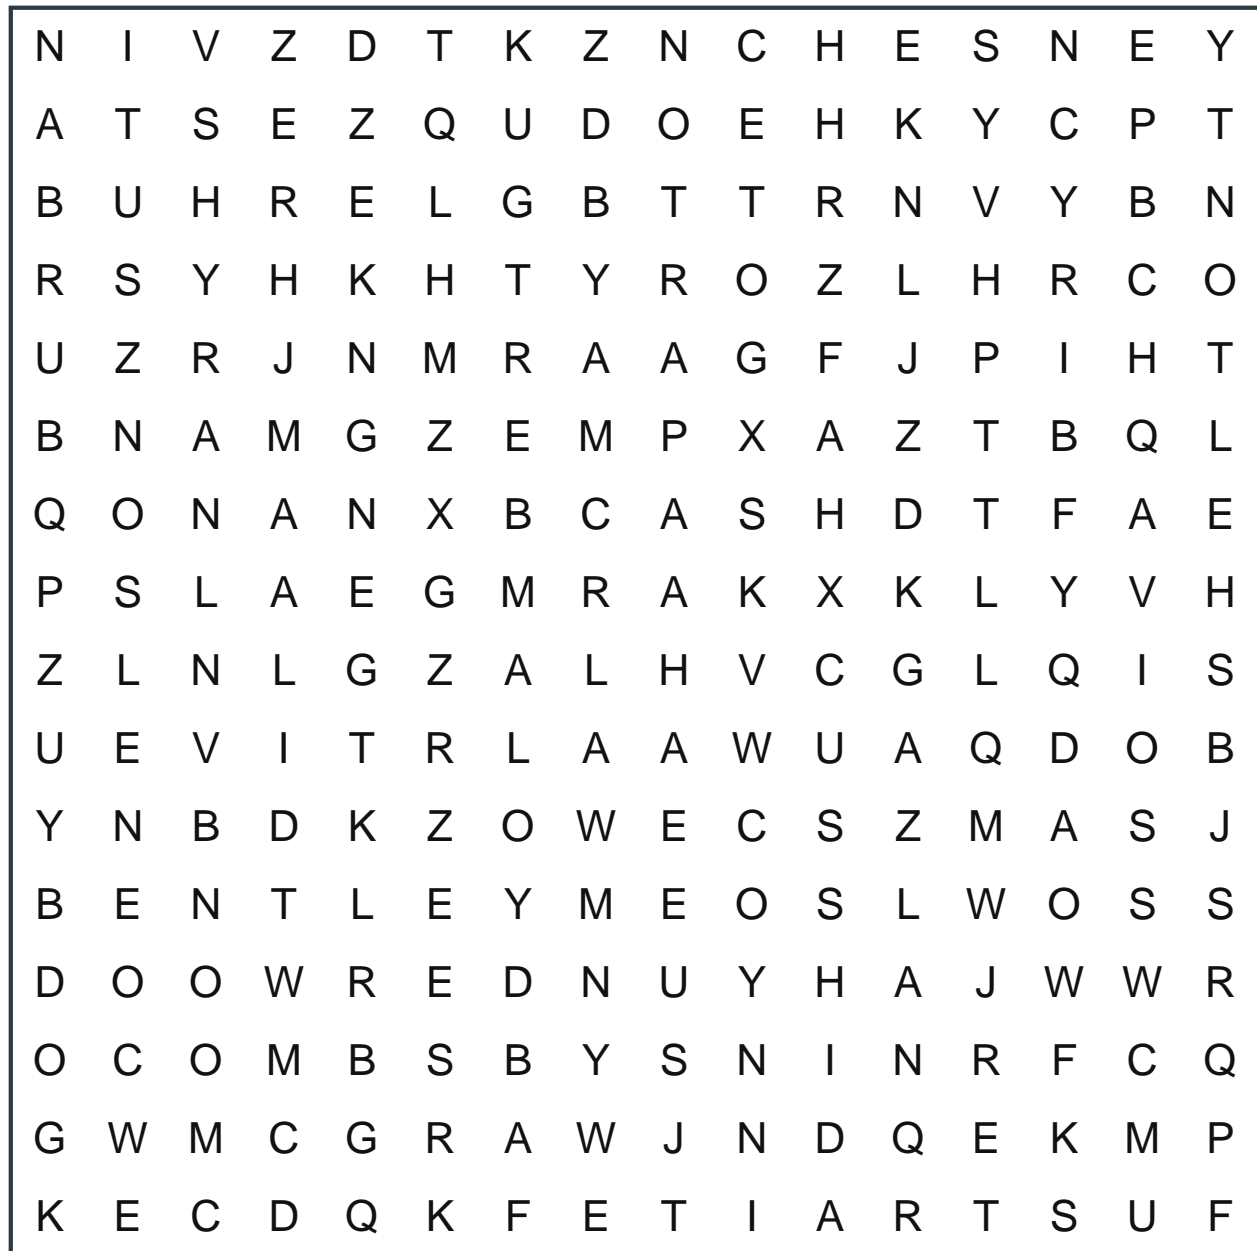 N I V Z D T K Z N C H E S N E Y
A T S E Z Q U D O E H K Y C P T
B U H R E L G B T T R N V Y B N
R S Y H K H T Y R O Z L H R C O
U Z R J N M R A A G F J P I H T
B N A M G Z E M P X A Z T B Q L
Q O N A N X B C A S H D T F A E
P S L A E G M R A K X K L Y V H
Z L N L G Z A L H V C G L Q I S
U E V I T R L A A W U A Q D O B
Y N B D K Z O W E C S Z M A S J
B E N T L E Y M E O S L W O S S
D O O W R E D N U Y H A J W W R
O C O M B S B Y S N I N R F C Q
G W M C G R A W J N D Q E K M P
K E C D Q K F E T I A R T S U F